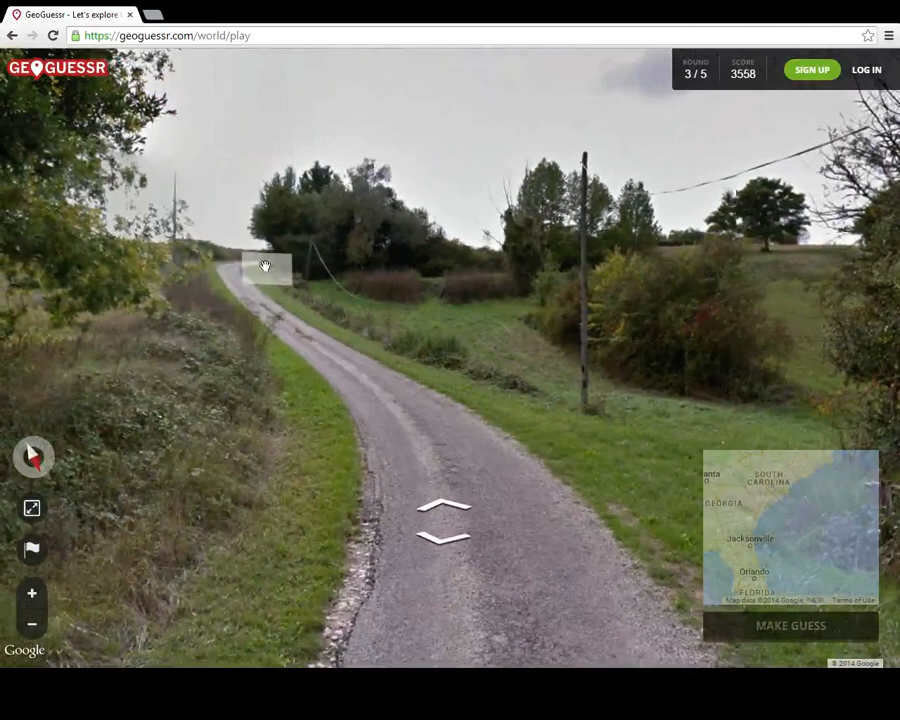 GeoGuessr - Let's explore
https://geoguessr.com/world/play
GEOGUESSR
ROUND
3 / 5
SCORE
3558
SIGN UP
LOG IN
anta
SOUTH
CAROLINA
GEORGIA
Jacksonville
Orlando
FLORIDA
Map data ©2014 Google, INEGI
Terms of Use
MAKE GUESS
Google
© 2014 Google